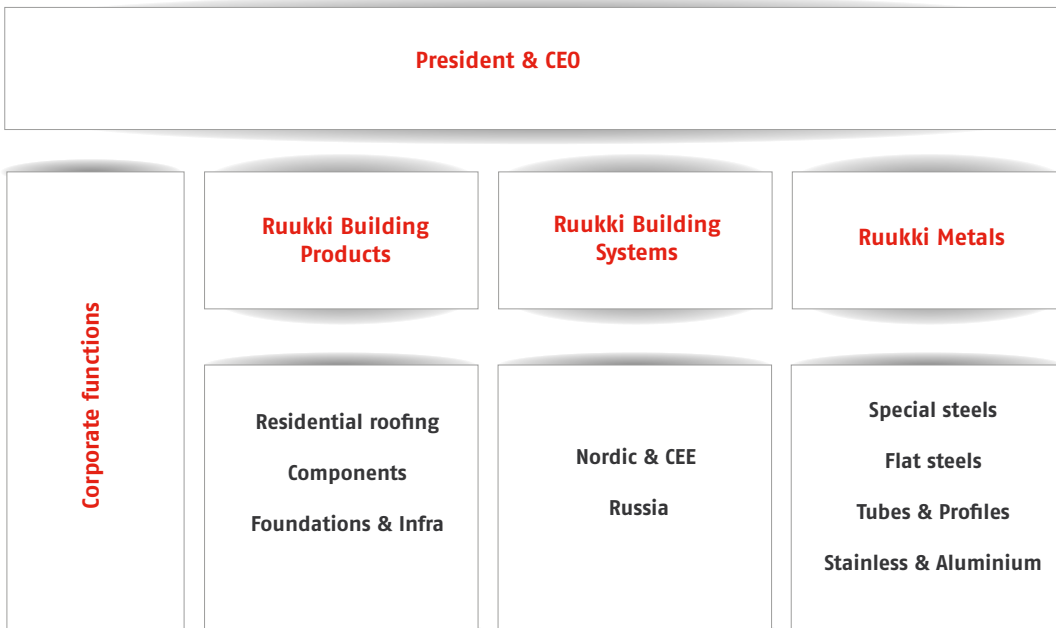 President & CEO
Corporate functions
Ruukki Building
Products
Ruukki Building
Systems
Ruukki Metals
Residential roofing
Components
Foundations & Infra
Nordic & CEE
Russia
Special steels
Flat steels
Tubes & Profiles
Stainless & Aluminium